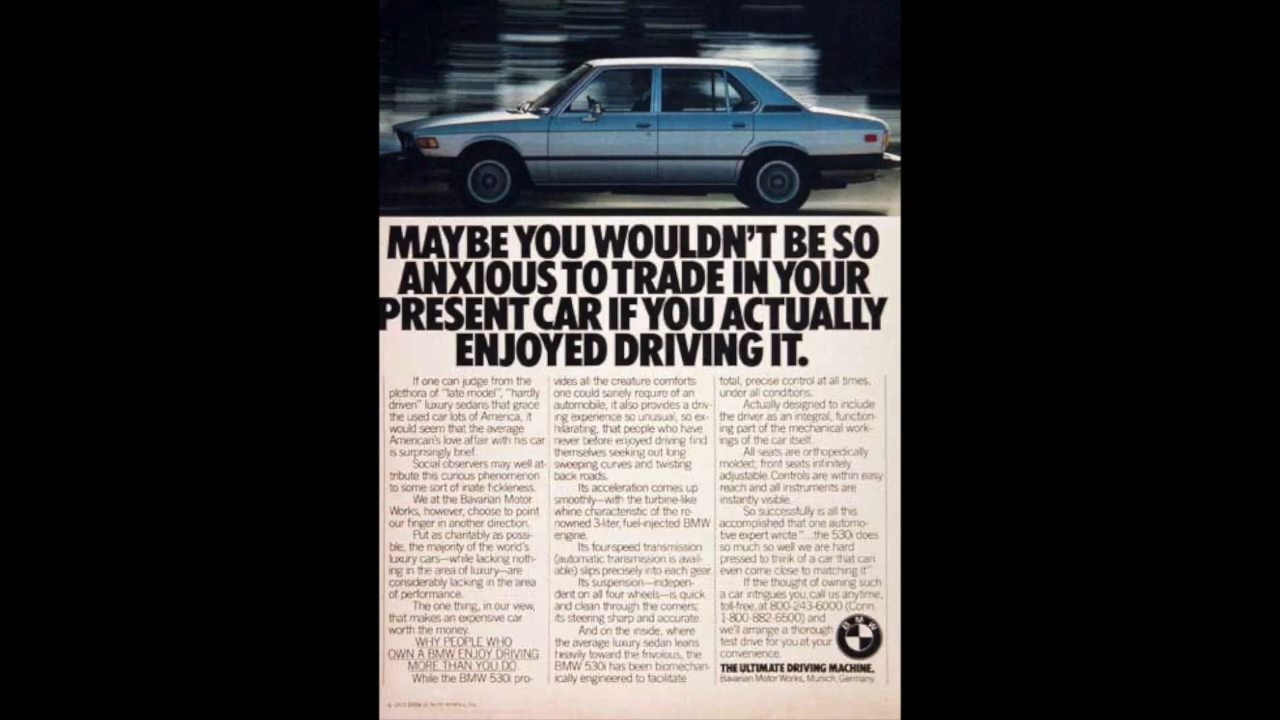 MAYBE YOU WOULDN'T BE SO
ANXIOUS TO TRADE IN YOUR
PRESENT CAR IF YOU ACTUALLY
ENJOYED DRIVING IT.
If one can judge from the
plethora of "late model", "hardly
driven" luxury sedans that grace
the used car lots of America, it
would seem that the average
American's love affair with his car
is surprisingly brief.
Social observers may well at-
tribute this curious phenomenon
to some sort of inate fickleness.
We at the Bavarian Motor
Works, however, choose to point
our finger in another direction.
Put as charitably as possi-
ble, the majority of the world's
luxury cars—while lacking noth-
ing in the area of luxury—are
considerably lacking in the area
of performance.
The one thing, in our view,
that makes an expensive car
worth the money.
WHY PEOPLE WHO
OWN A BMW ENJOY DRIVING
MORE THAN YOU DO.
While the BMW 530i pro-
vides all the creature comforts
one could sanely require of an
automobile, it also provides a driv-
ing experience so unusual, so ex-
hilarating, that people who have
never before enjoyed driving find
themselves seeking out long
sweeping curves and twisting
back roads.
Its acceleration comes up
smoothly—with the turbine-like
whine characteristic of the re-
nowned 3-liter, fuel-injected BMW
engine.
Its four-speed transmission
(automatic transmission is avail-
able) slips precisely into each gear.
Its suspension—indepen-
dent on all four wheels—is quick
and clean through the corners;
its steering sharp and accurate.
And on the inside, where
the average luxury sedan leans
heavily toward the frivolous, the
BMW 530i has been biomechan-
ically engineered to facilitate
total, precise control at all times,
under all conditions.
Actually designed to include
the driver as an integral, function-
ing part of the mechanical work-
ings of the car itself.
All seats are orthopedically
molded; front seats infinitely
adjustable. Controls are within easy
reach and all instruments are
instantly visible.
So successfully is all this
accomplished that one automo-
tive expert wrote "...the 530i does
so much so well we are hard
pressed to think of a car that can
even come close to matching it."
If the thought of owning such
a car intrigues you, call us anytime,
toll-free, at 800-243-6000 (Conn.
1-800-882-6500) and
we'll arrange a thorough
test drive for you at your
convenience.
BMW
THE ULTIMATE DRIVING MACHINE.
Bavarian Motor Works, Munich, Germany.